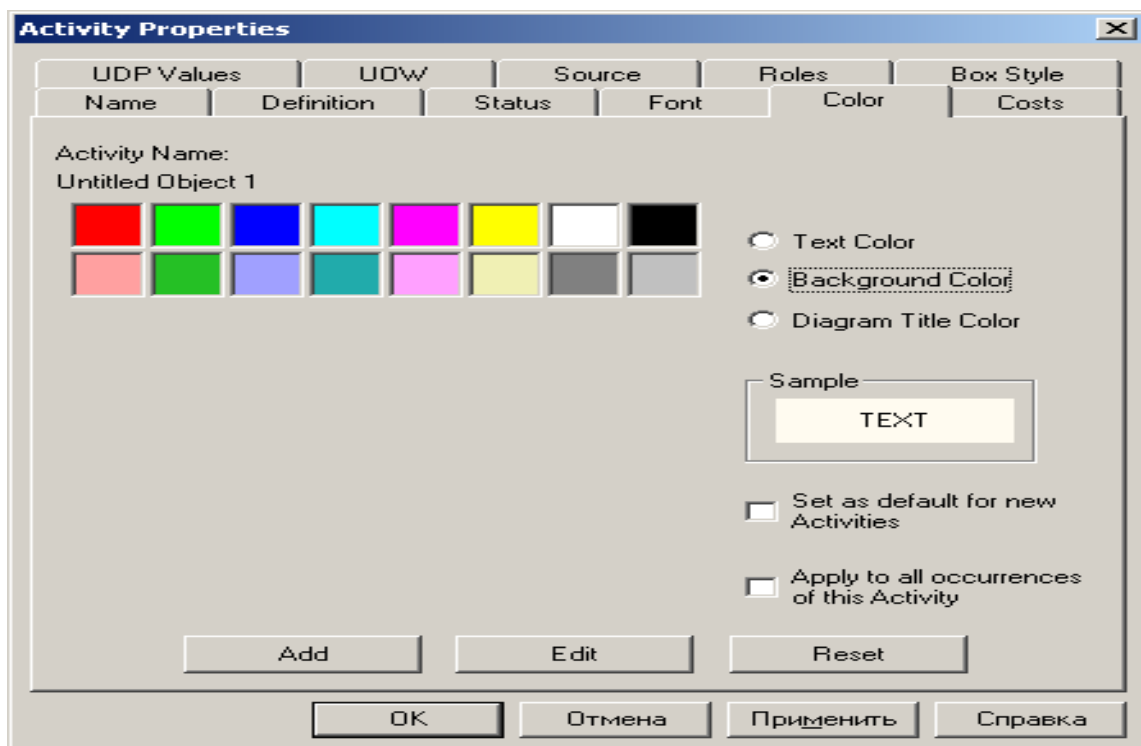 Activity Properties
UDP Values UOW Source Roles Box Style
Name Definition Status Font Color Costs
Activity Name:
Untitled Object 1
Text Color
Background Color
Diagram Title Color
Sample
TEXT
Set as default for new
Activities
Apply to all occurrences
of this Activity
Add Edit Reset
OK Отмена Применить Справка